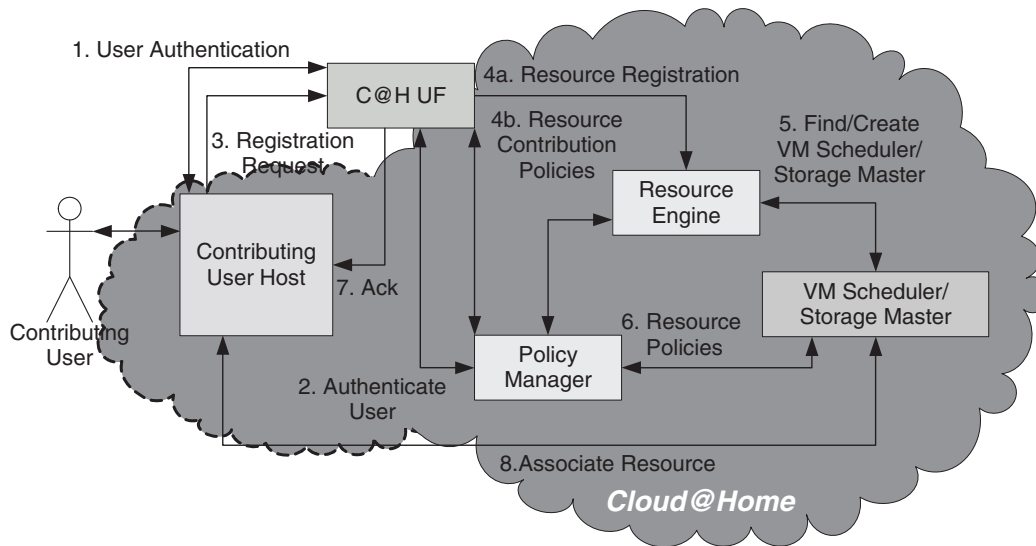 1. User Authentication
C@H UF
4a. Resource Registration
3. Registration
Request
4b. Resource
Contribution
Policies
5. Find/Create
VM Scheduler/
Storage Master
Resource
Engine
Contributing
User Host
7. Ack
Contributing
User
VM Scheduler/
Storage Master
6. Resource
Policies
Policy
Manager
2. Authenticate
User
8.Associate Resource
Cloud@Home